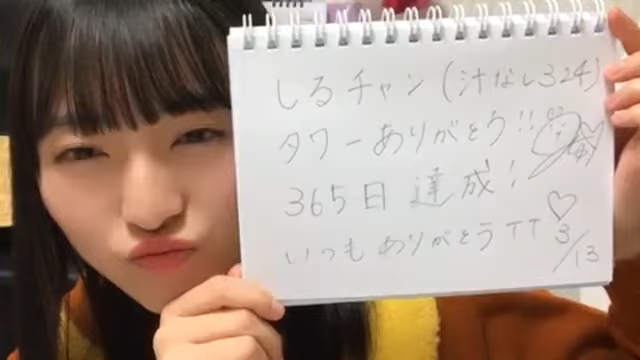 しるチャン(汁なし324)
タワーありがとう!!
365日 達成!
いつも ありがとうTT
3/13